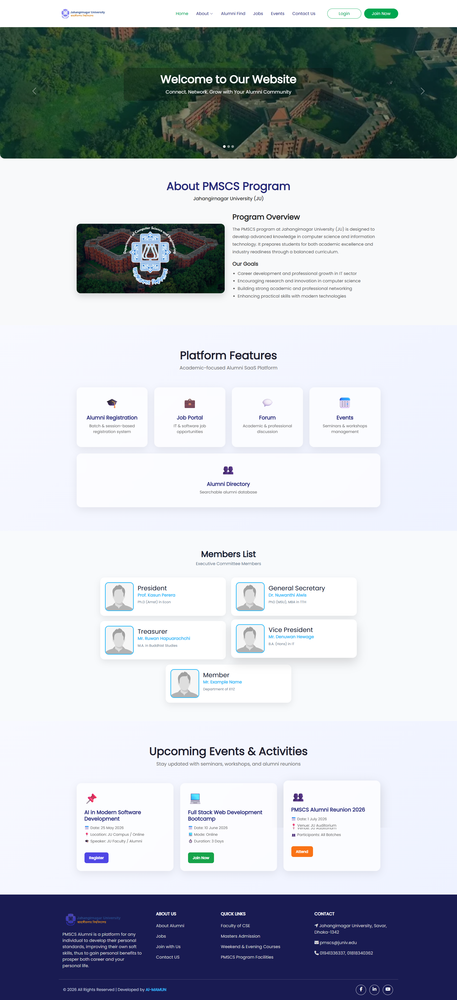 Jahangirnagar University
জাহাঙ্গীরনগর বিশ্ববিদ্যালয়
Home About Alumni Find Jobs Events Contact Us Login Join Now
Welcome to Our Website
Connect. Network. Grow with Your Alumni Community
About PMSCS Program
Jahangirnagar University (JU)
Department of Computer Science and Engineering
জাহাঙ্গীরনগর বিশ্ববিদ্যালয়
Program Overview
The PMSCS program at Jahangirnagar University (JU) is designed to
develop advanced knowledge in computer science and information
technology. It prepares students for both academic excellence and
industry readiness through a balanced curriculum.
Our Goals
• Career development and professional growth in IT sector
• Encouraging research and innovation in computer science
• Building strong academic and professional networking
• Enhancing practical skills with modern technologies
Platform Features
Academic-focused Alumni SaaS Platform
Alumni Registration
Batch & session-based
registration system
Job Portal
IT & software job
opportunities
Forum
Academic & professional
discussion
Events
Seminars & workshops
management
Alumni Directory
Searchable alumni database
Members List
Executive Committee Members
President
Prof. Kasun Perera
Ph.D (Amst) in Econ
General Secretary
Dr. Nuwanthi Alwis
PhD (MSU), MBA in TTH
Treasurer
Mr. Ruwan Hapuarachchi
M.A. in Buddhist Studies
Vice President
Mr. Denuwan Hewage
B.A. (Hons) in IT
Member
Mr. Example Name
Department of XYZ
Upcoming Events & Activities
Stay updated with seminars, workshops, and alumni reunions
AI in Modern Software
Development
Date: 25 May 2026
Location: JU Campus / Online
Speaker: JU Faculty / Alumni
Register
Full Stack Web Development
Bootcamp
Date: 10 June 2026
Mode: Online
Duration: 3 Days
Join Now
PMSCS Alumni Reunion 2026
Date: 1 July 2026
Venue: JU Auditorium
Venue: JU Auditorium
Participants: All Batches
Attend
Jahangirnagar University
জাহাঙ্গীরনগর বিশ্ববিদ্যালয়
PMSCS Alumni is a platform for any
individual to develop their personal
standards, improving their own soft
skills, thus to gain personal benefits to
prosper both career and your
personal life.
ABOUT US
About Alumni
Jobs
Join with Us
Contact US
QUICK LINKS
Faculty of CSE
Masters Admission
Weekend & Evening Courses
PMSCS Program Facilities
CONTACT
Jahangirnagar University, Savar,
Dhaka-1342
pmscs@juniv.edu
01941336337, 01818340362
© 2026 All Rights Reserved | Developed by Al-MAMUN